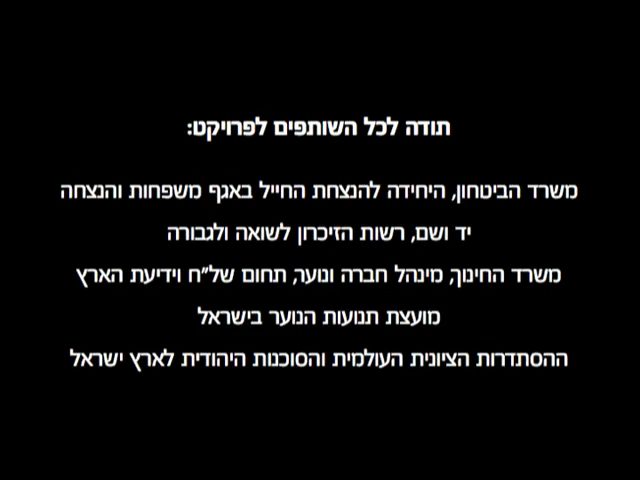 תודה לכל השותפים לפרויקט:
משרד הביטחון, היחידה להנצחת החייל באגף משפחות והנצחה
יד ושם, רשות הזיכרון לשואה ולגבורה
משרד החינוך, מינהל חברה ונוער, תחום של"ח וידיעת הארץ
מועצת תנועות הנוער בישראל
ההסתדרות הציונית העולמית והסוכנות היהודית לארץ ישראל